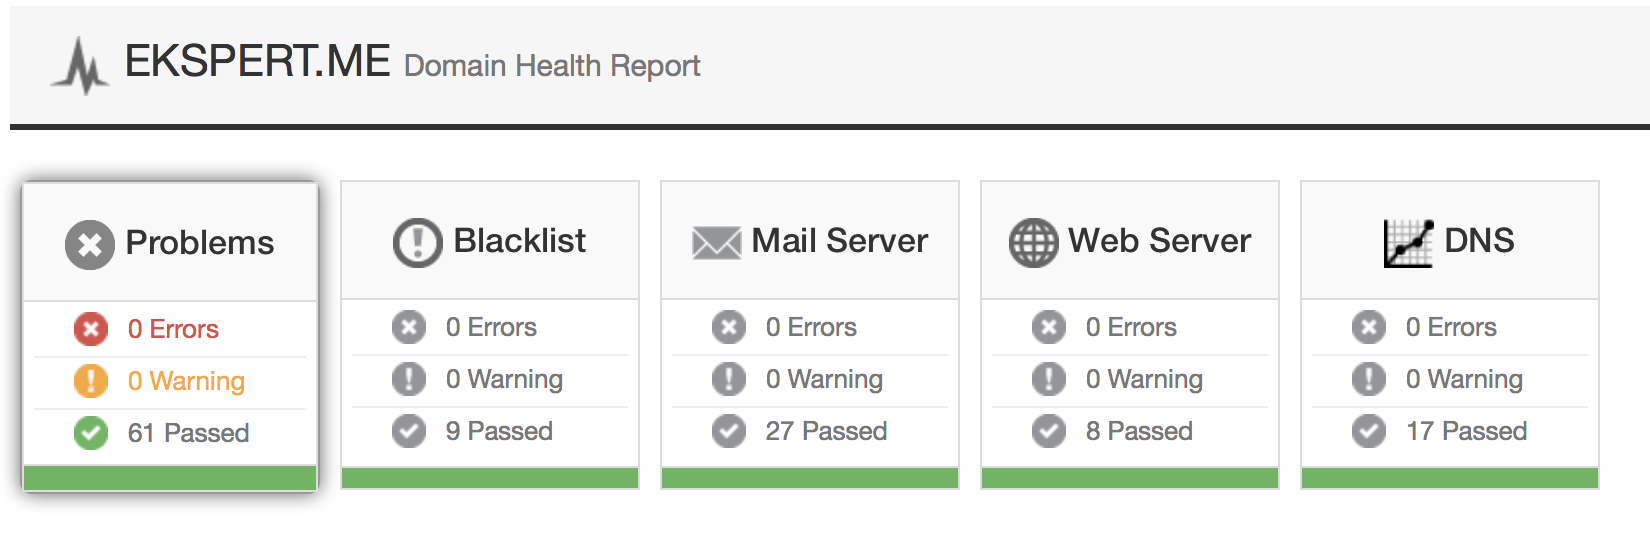 EKSPERT.ME Domain Health Report
Problems
0 Errors
0 Warning
61 Passed
Blacklist
0 Errors
0 Warning
9 Passed
Mail Server
0 Errors
0 Warning
27 Passed
Web Server
0 Errors
0 Warning
8 Passed
DNS
0 Errors
0 Warning
17 Passed